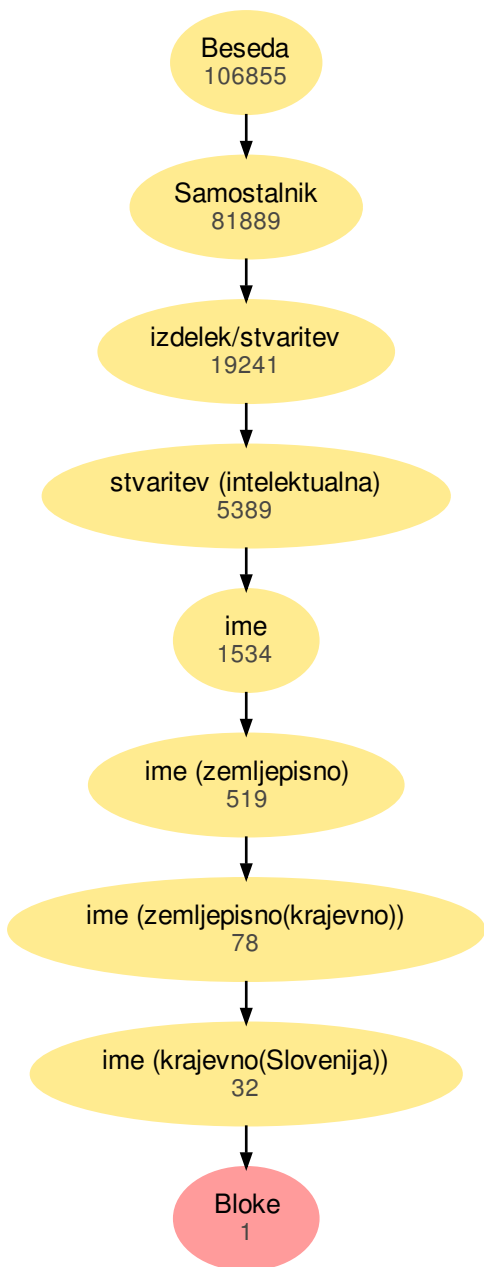 Beseda
106855
Samostalnik
81889
izdelek/stvaritev
19241
stvaritev (intelektualna)
5389
ime
1534
ime (zemljepisno)
519
ime (zemljepisno(krajevno))
78
ime (krajevno(Slovenija))
32
Bloke
1